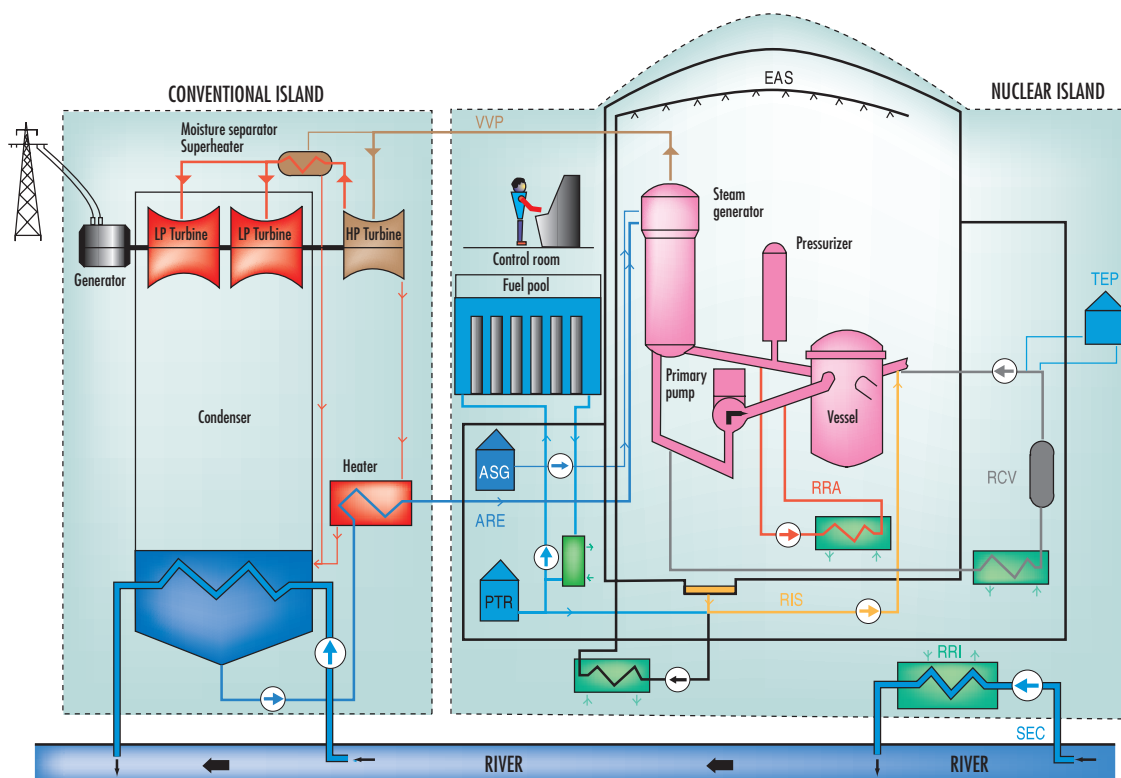 CONVENTIONAL ISLAND
NUCLEAR ISLAND
EAS
VVP
Moisture separator
Superheater
Steam
generator
LP Turbine
LP Turbine
HP Turbine
Generator
Control room
Pressurizer
Fuel pool
TEP
Primary
pump
Vessel
Condenser
Heater
ASG
ARE
RRA
RCV
PTR
RIS
RRI
SEC
RIVER
RIVER